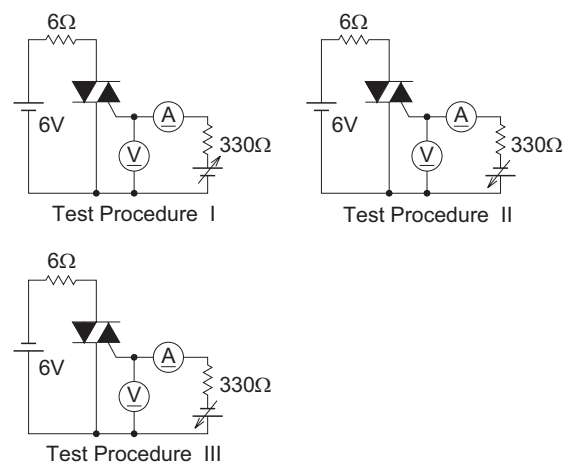 6Ω
6V
A
V
330Ω
Test Procedure I
6Ω
6V
A
V
330Ω
Test Procedure II
6Ω
6V
A
V
330Ω
Test Procedure III